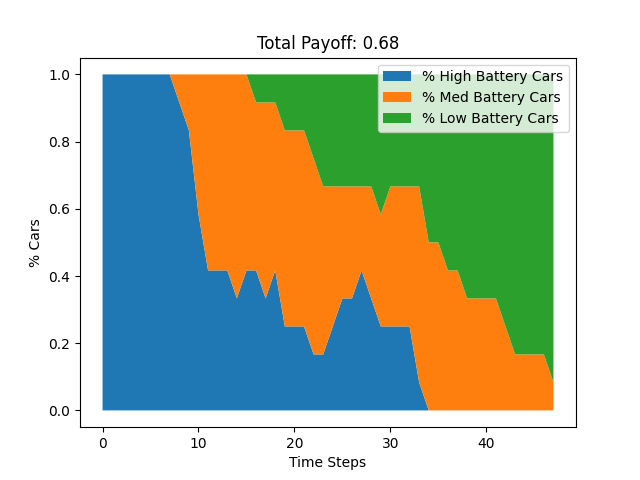 Total Payoff: 0.68
% High Battery Cars
% Med Battery Cars
% Low Battery Cars
1.0
0.8
0.6
0.4
0.2
0.0
% Cars
0 10 20 30 40
Time Steps